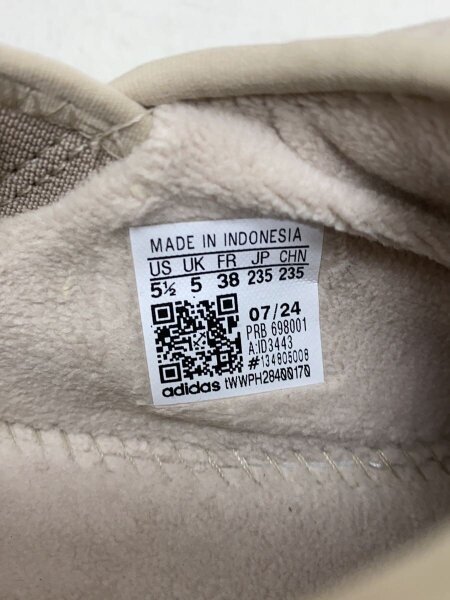 MADE IN INDONESIA
US UK FR JP CHN
5½ 5 38 235 235
07/24
PRB 698001
A:ID3443
#134805008
adidas tWWPH28400170